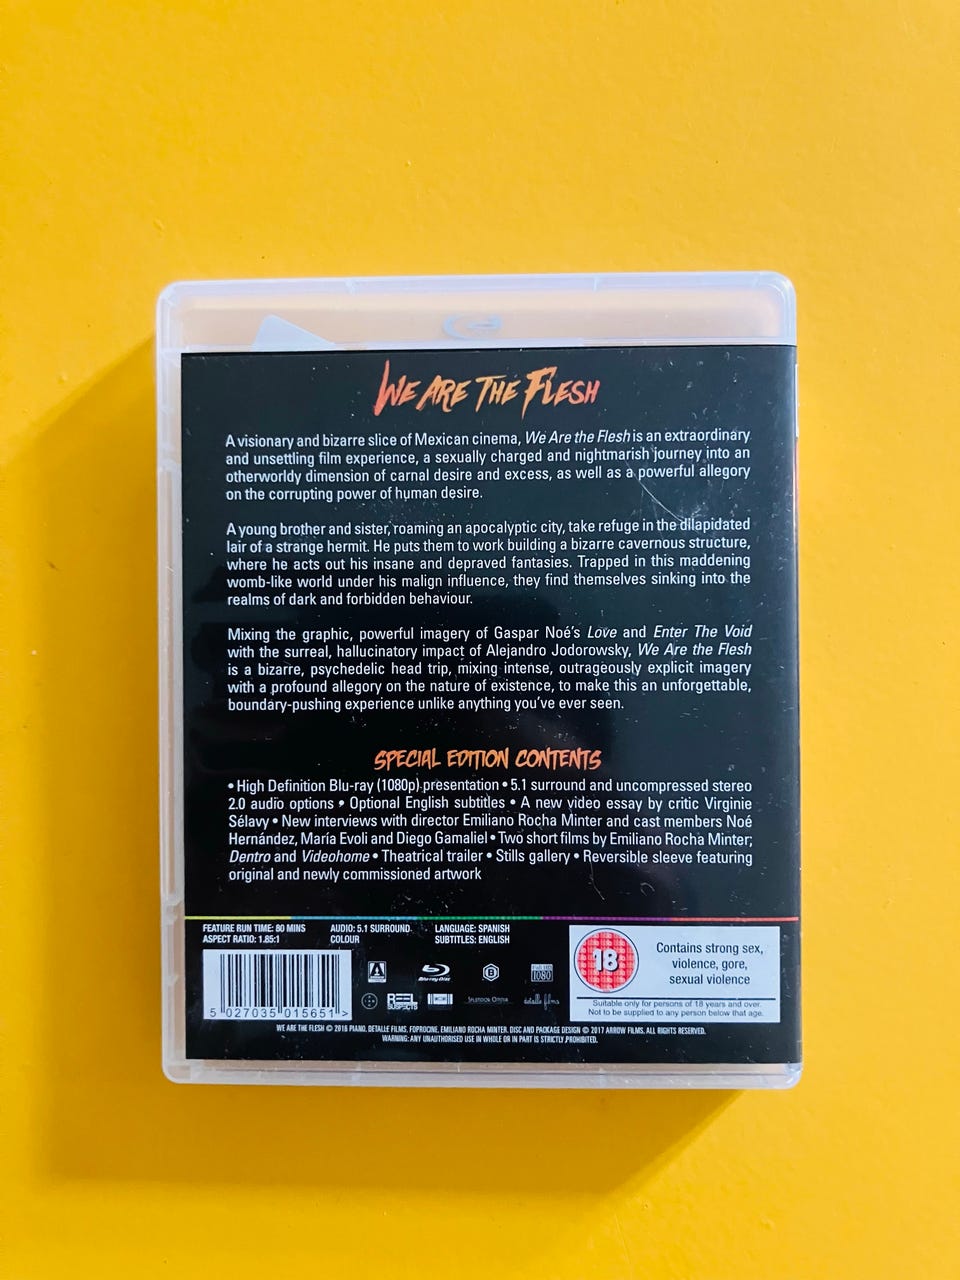 WE ARE THE FLESH
A visionary and bizarre slice of Mexican cinema, We Are the Flesh is an extraordinary
and unsettling film experience, a sexually charged and nightmarish journey into an
otherworldly dimension of carnal desire and excess, as well as a powerful allegory
on the corrupting power of human desire.
A young brother and sister, roaming an apocalyptic city, take refuge in the dilapidated
lair of a strange hermit. He puts them to work building a bizarre cavernous structure,
where he acts out his insane and depraved fantasies. Trapped in this maddening
womb-like world under his malign influence, they find themselves sinking into the
realms of dark and forbidden behaviour.
Mixing the graphic, powerful imagery of Gaspar Noé's Love and Enter The Void
with the surreal, hallucinatory impact of Alejandro Jodorowsky, We Are the Flesh
is a bizarre, psychedelic head trip, mixing intense, outrageously explicit imagery
with a profound allegory on the nature of existence, to make this an unforgettable,
boundary-pushing experience unlike anything you've ever seen.
SPECIAL EDITION CONTENTS
• High Definition Blu-ray (1080p) presentation • 5.1 surround and uncompressed stereo
2.0 audio options • Optional English subtitles • A new video essay by critic Virginie
Sélavy • New interviews with director Emiliano Rocha Minter and cast members Noé
Hernández, María Evoli and Diego Gamaliel • Two short films by Emiliano Rocha Minter;
Dentro and Videohome • Theatrical trailer • Stills gallery • Reversible sleeve featuring
original and newly commissioned artwork
FEATURE RUN TIME: 80 MINS AUDIO: 5.1 SURROUND LANGUAGE: SPANISH
ASPECT RATIO: 1.85:1 COLOUR SUBTITLES: ENGLISH
18
Contains strong sex,
violence, gore,
sexual violence
Suitable only for persons of 18 years and over.
Not to be supplied to any person below that age.
ARROW Blu-ray Disc B Full HD 1080
REEL SUSPECTS SPLENDOR OMNIA detalle films
5 027035 015651 >
WE ARE THE FLESH © 2016 PIANO, DETALLE FILMS, FOPROCINE, EMILIANO ROCHA MINTER. DISC AND PACKAGE DESIGN © 2017 ARROW FILMS. ALL RIGHTS RESERVED.
WARNING: ANY UNAUTHORISED USE IN WHOLE OR IN PART IS STRICTLY PROHIBITED.